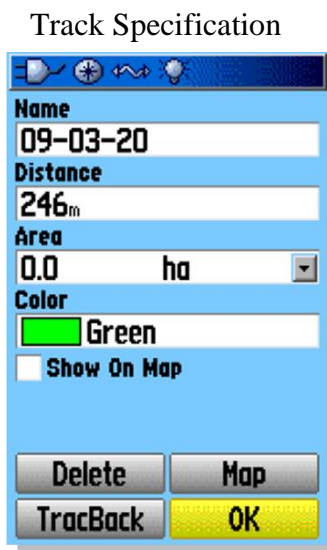 Track Specification
Name
09-03-20
Distance
246m
Area
0.0 ha
Color
Green
Show On Map
Delete Map
TracBack OK